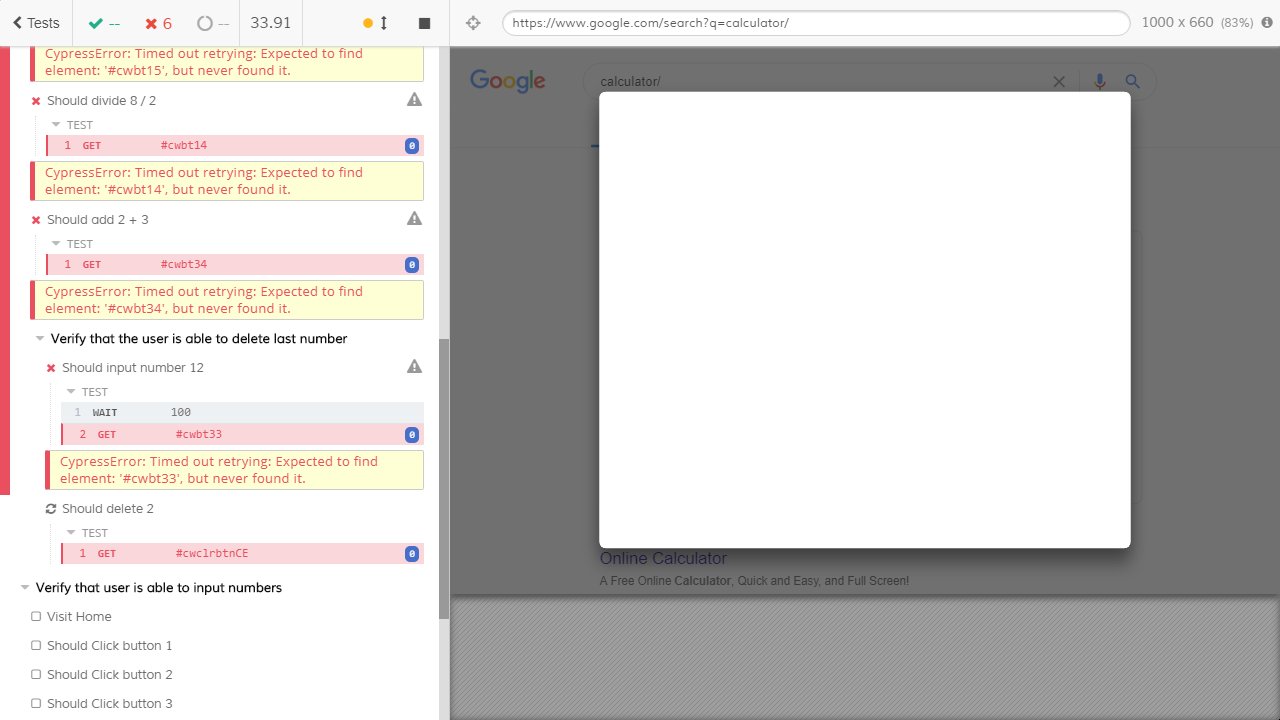 Tests
--
6
--
33.91
https://www.google.com/search?q=calculator/
1000 x 660 (83%)
CypressError: Timed out retrying: Expected to find
element: '#cwbt15', but never found it.
Should divide 8 / 2
TEST
1 GET #cwbt14 0
CypressError: Timed out retrying: Expected to find
element: '#cwbt14', but never found it.
Should add 2 + 3
TEST
1 GET #cwbt34 0
CypressError: Timed out retrying: Expected to find
element: '#cwbt34', but never found it.
Verify that the user is able to delete last number
Should input number 12
TEST
1 WAIT 100
2 GET #cwbt33 0
CypressError: Timed out retrying: Expected to find
element: '#cwbt33', but never found it.
Should delete 2
TEST
1 GET #cwclrbtnCE 0
Verify that user is able to input numbers
Visit Home
Should Click button 1
Should Click button 2
Should Click button 3
Google
calculator/
Online Calculator
A Free Online Calculator, Quick and Easy, and Full Screen!